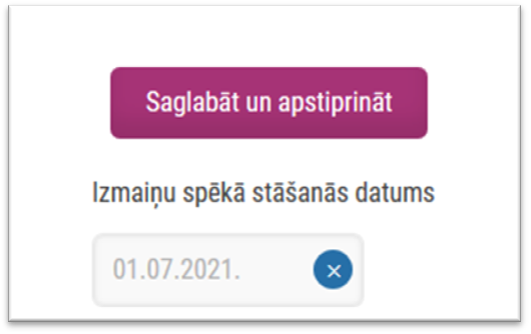 Saglabāt un apstiprināt
Izmaiņu spēkā stāšanās datums
01.07.2021.